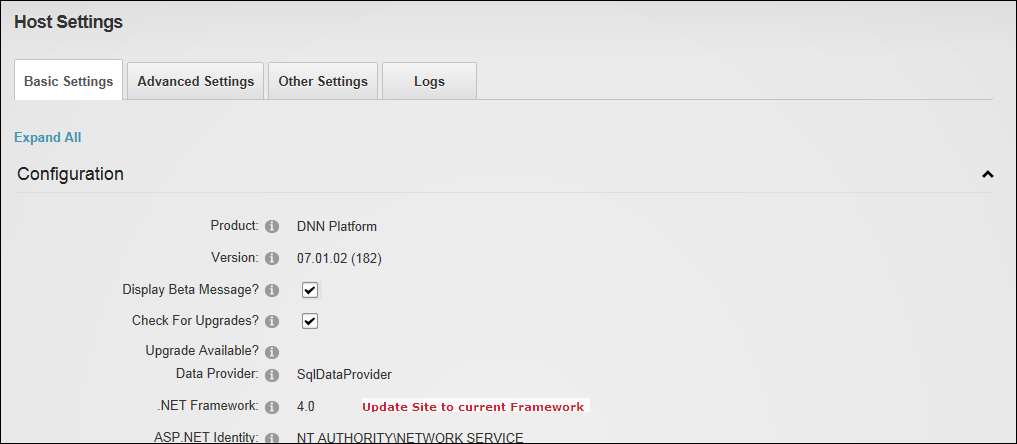 Host Settings
Basic Settings Advanced Settings Other Settings Logs
Expand All
Configuration
Product: DNN Platform
Version: 07.01.02 (182)
Display Beta Message?
Check For Upgrades?
Upgrade Available?
Data Provider: SqlDataProvider
.NET Framework: 4.0 Update Site to current Framework
ASP.NET Identity: NT AUTHORITY\NETWORK SERVICE